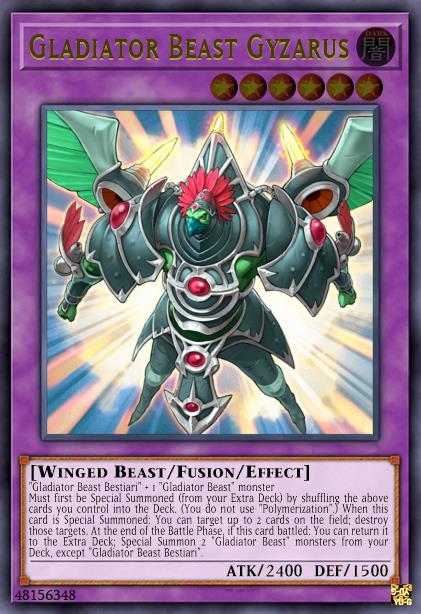 GLADIATOR BEAST GYZARUS
DARK
闇
[WINGED BEAST/FUSION/EFFECT]
"Gladiator Beast Bestiari" + 1 "Gladiator Beast" monster
Must first be Special Summoned (from your Extra Deck) by shuffling the above
cards you control into the Deck. (You do not use "Polymerization".) When this
card is Special Summoned: You can target up to 2 cards on the field; destroy
those targets. At the end of the Battle Phase, if this card battled: You can return it
to the Extra Deck; Special Summon 2 "Gladiator Beast" monsters from your
Deck, except "Gladiator Beast Bestiari".
ATK/2400 DEF/1500
48156348